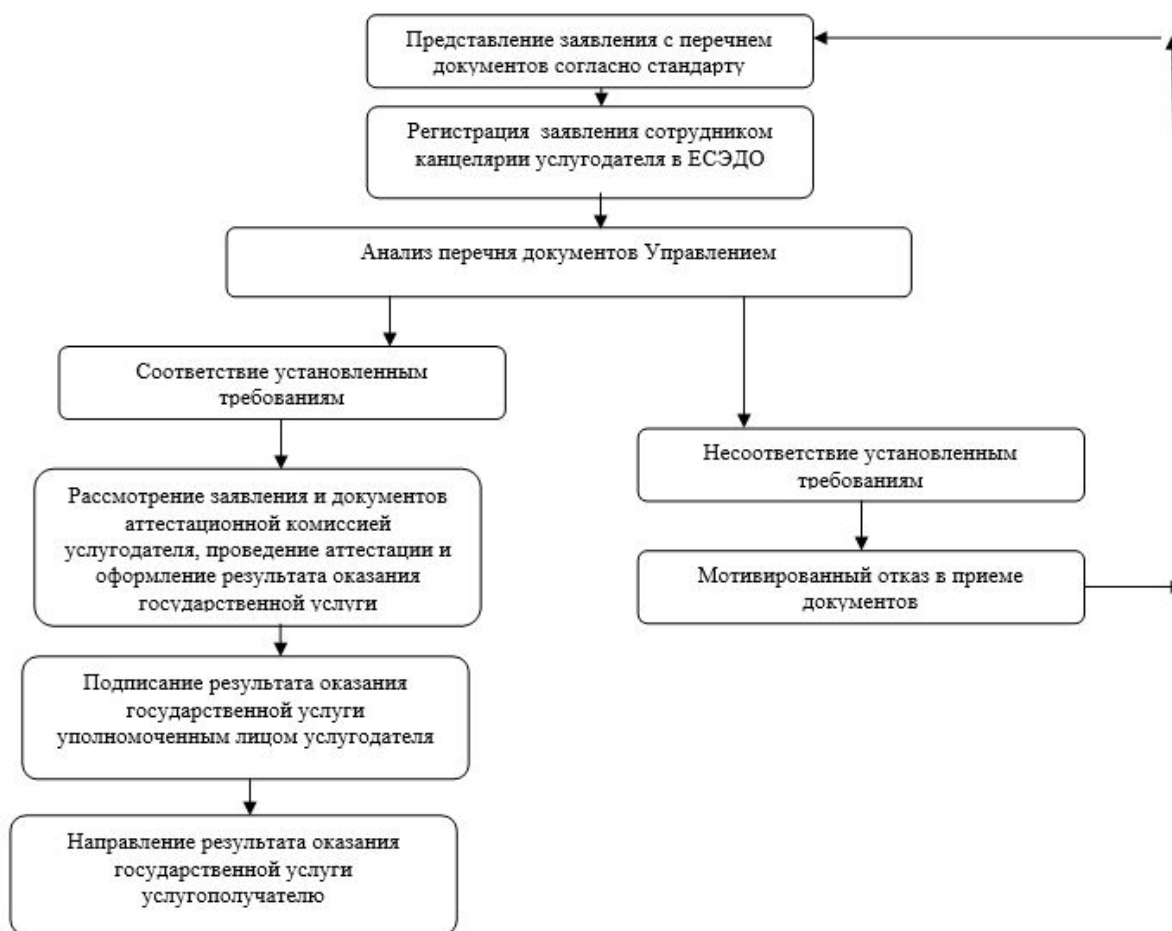 Представление заявления с перечнем
документов согласно стандарту
Регистрация заявления сотрудником
канцелярии услугодателя в ЕСЭДО
Анализ перечня документов Управлением
Соответствие установленным
требованиям
Несоответствие установленным
требованиям
Рассмотрение заявления и документов
аттестационной комиссией
услугодателя, проведение аттестации и
оформление результата оказания
государственной услуги
Мотивированный отказ в приеме
документов
Подписание результата оказания
государственной услуги
уполномоченным лицом услугодателя
Направление результата оказания
государственной услуги
услугополучателю